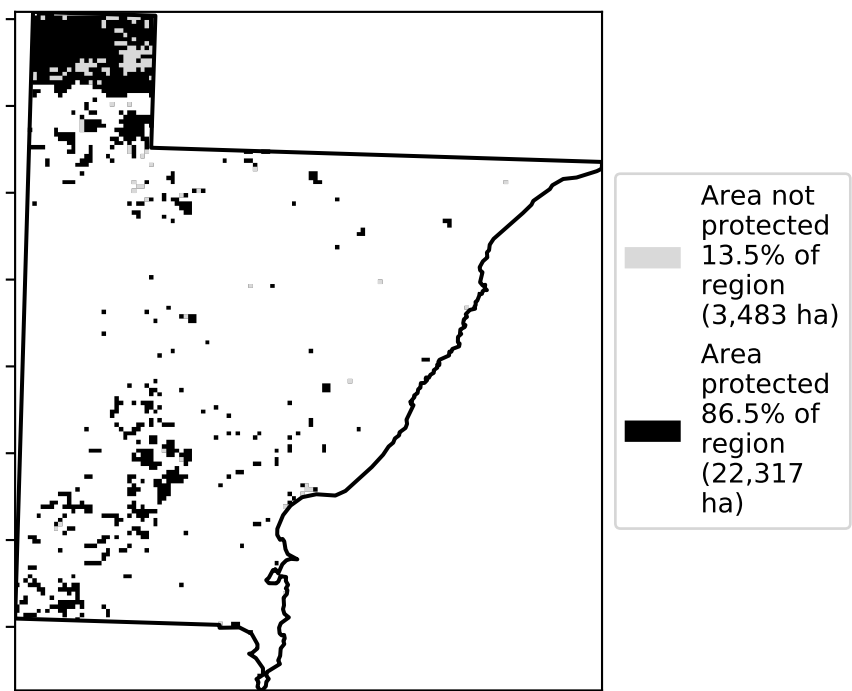 Area not
protected
13.5% of
region
(3,483 ha)
Area
protected
86.5% of
region
(22,317
ha)